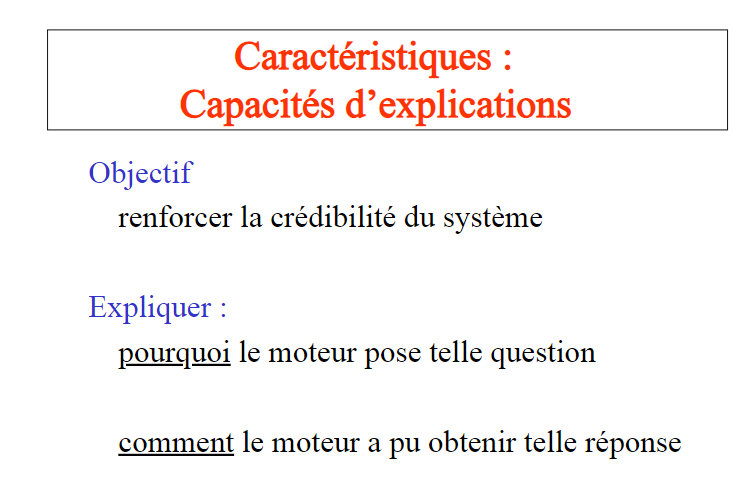 Caractéristiques :
Capacités d’explications
Objectif
renforcer la crédibilité du système
Expliquer :
pourquoi le moteur pose telle question
comment le moteur a pu obtenir telle réponse